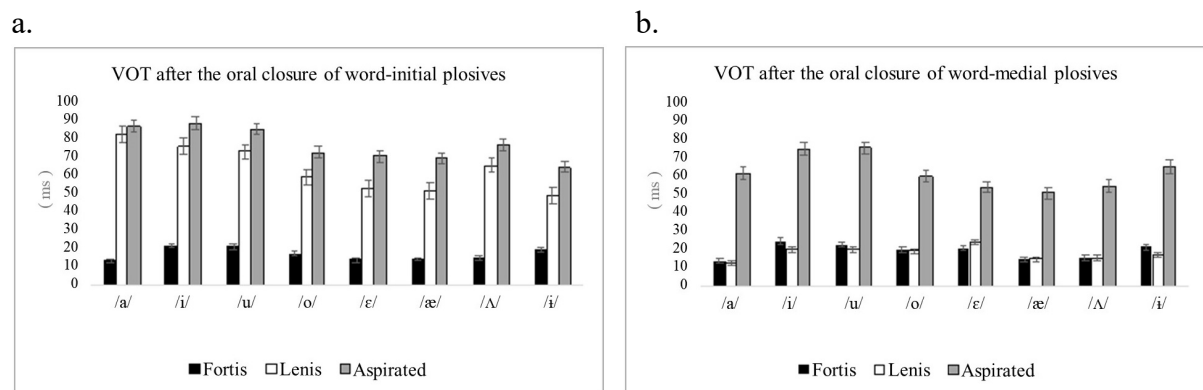 a.
VOT after the oral closure of word-initial plosives
100
90
80
70
60
50
40
30
20
10
0
( ms )
/a/ /i/ /u/ /o/ /ɛ/ /æ/ /Λ/ /ɨ/
Fortis Lenis Aspirated
b.
VOT after the oral closure of word-medial plosives
100
90
80
70
60
50
40
30
20
10
0
( ms )
/a/ /i/ /u/ /o/ /ɛ/ /æ/ /Λ/ /ɨ/
Fortis Lenis Aspirated